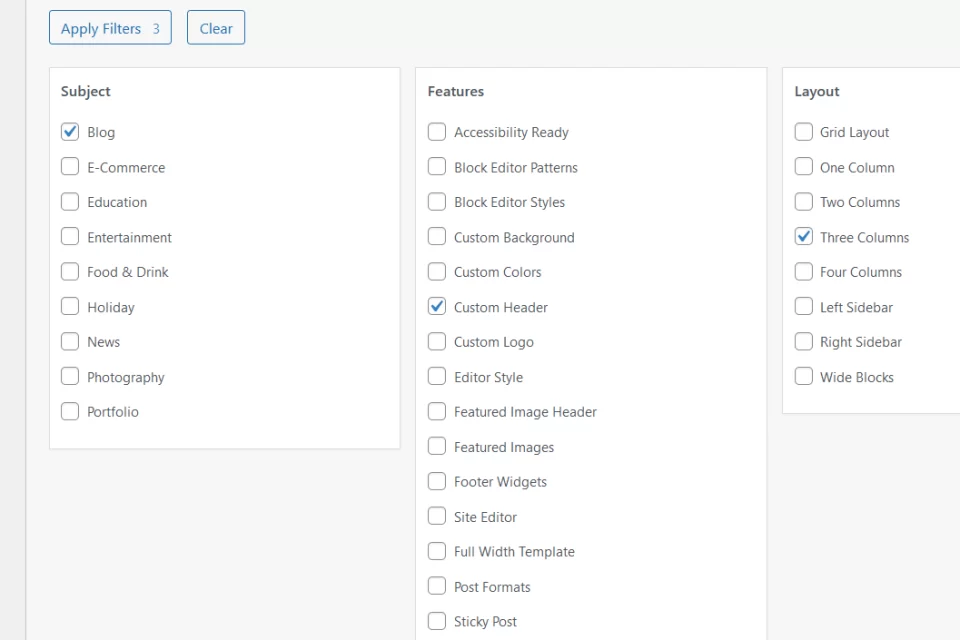 Apply Filters 3
Clear
Subject
Blog
E-Commerce
Education
Entertainment
Food & Drink
Holiday
News
Photography
Portfolio
Features
Accessibility Ready
Block Editor Patterns
Block Editor Styles
Custom Background
Custom Colors
Custom Header
Custom Logo
Editor Style
Featured Image Header
Featured Images
Footer Widgets
Site Editor
Full Width Template
Post Formats
Sticky Post
Layout
Grid Layout
One Column
Two Columns
Three Columns
Four Columns
Left Sidebar
Right Sidebar
Wide Blocks